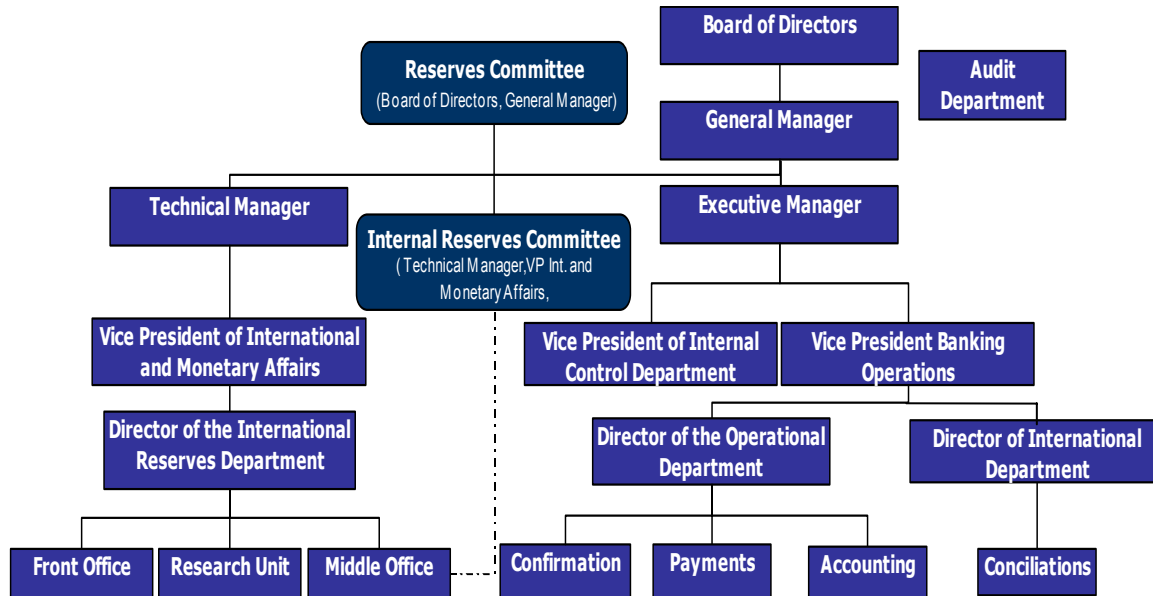 Board of Directors
Reserves Committee
(Board of Directors, General Manager)
Audit
Department
General Manager
Technical Manager
Executive Manager
Internal Reserves Committee
( Technical Manager,VP Int. and
Monetary Affairs,
Vice President of International
and Monetary Affairs
Vice President of Internal
Control Department
Vice President Banking
Operations
Director of the International
Reserves Department
Director of the Operational
Department
Director of International
Department
Front Office
Research Unit
Middle Office
Confirmation
Payments
Accounting
Conciliations